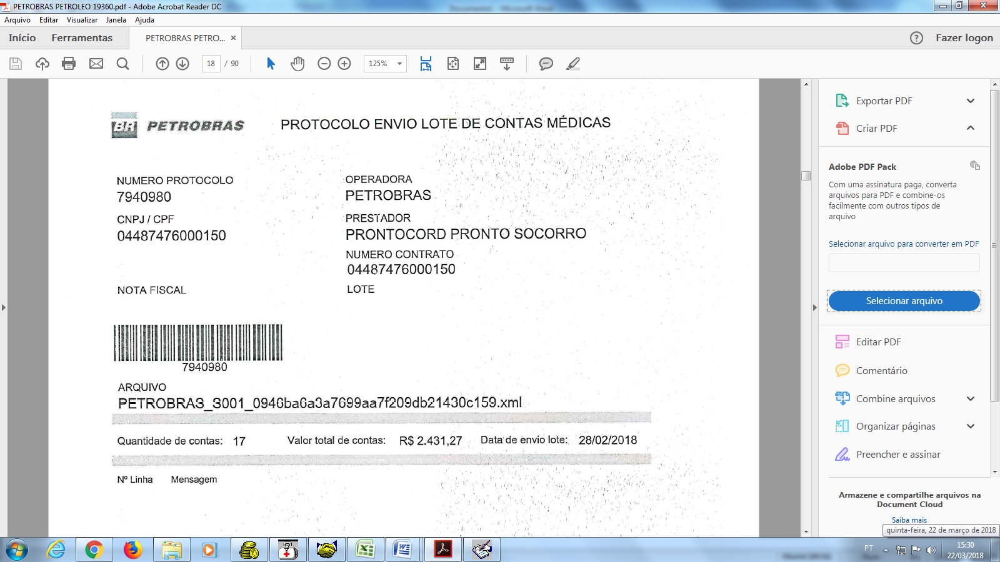 PETROBRAS PETROLEO 19360.pdf - Adobe Acrobat Reader DC
Arquivo Editar Visualizar Janela Ajuda
Início Ferramentas PETROBRAS PETRO... × ? Fazer logon
18 / 90 125%
BR PETROBRAS PROTOCOLO ENVIO LOTE DE CONTAS MÉDICAS
NUMERO PROTOCOLO
7940980
CNPJ / CPF
04487476000150
NOTA FISCAL
OPERADORA
PETROBRAS
PRESTADOR
PRONTOCORD PRONTO SOCORRO
NUMERO CONTRATO
04487476000150
LOTE
7940980
ARQUIVO
PETROBRAS_S001_0946ba6a3a7699aa7f209db21430c159.xml
Quantidade de contas: 17 Valor total de contas: R$ 2.431,27 Data de envio lote: 28/02/2018
Nº Linha Mensagem
Exportar PDF
Criar PDF
Adobe PDF Pack
Com uma assinatura paga, converta
arquivos para PDF e combine-os
facilmente com outros tipos de
arquivo
Selecionar arquivo para converter em PDF
Selecionar arquivo
Editar PDF
Comentário
Combine arquivos
Organizar páginas
Preencher e assinar
Armazene e compartilhe arquivos na
Document Cloud
Saiba mais
quinta-feira, 22 de março de 2018
PT 15:30
22/03/2018